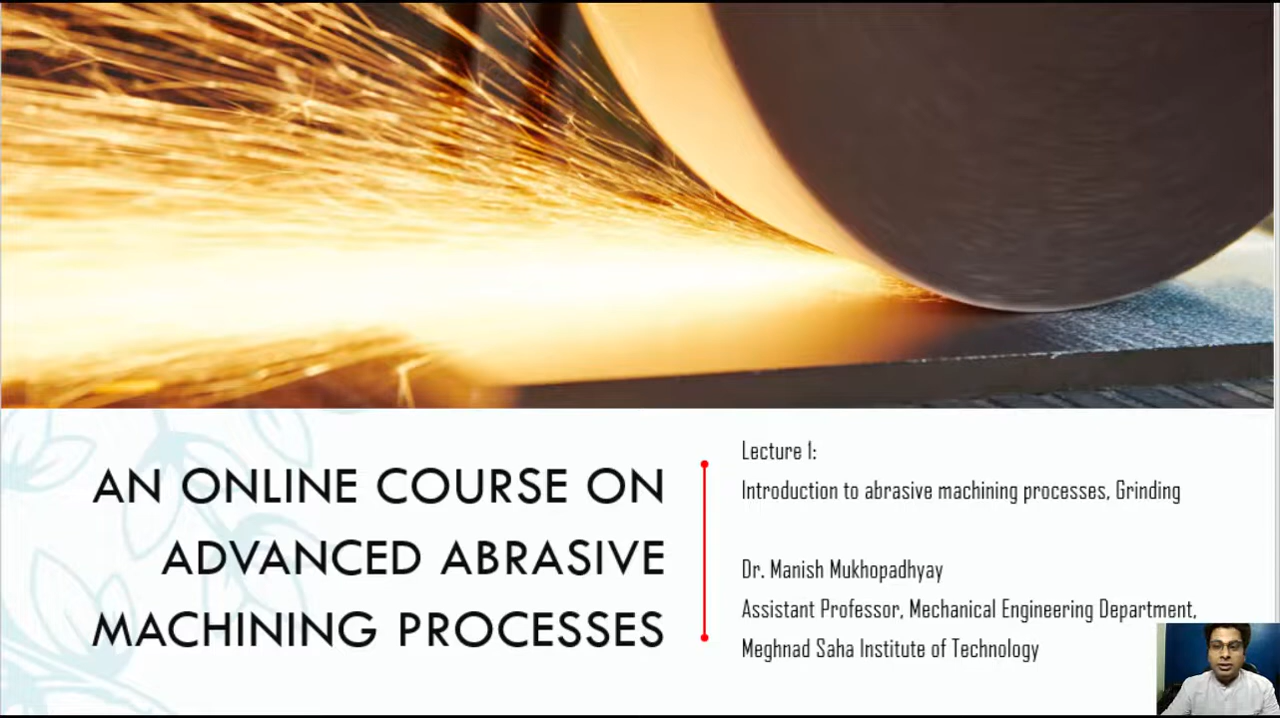 AN ONLINE COURSE ON
ADVANCED ABRASIVE
MACHINING PROCESSES
Lecture 1:
Introduction to abrasive machining processes, Grinding
Dr. Manish Mukhopadhyay
Assistant Professor, Mechanical Engineering Department,
Meghnad Saha Institute of Technology